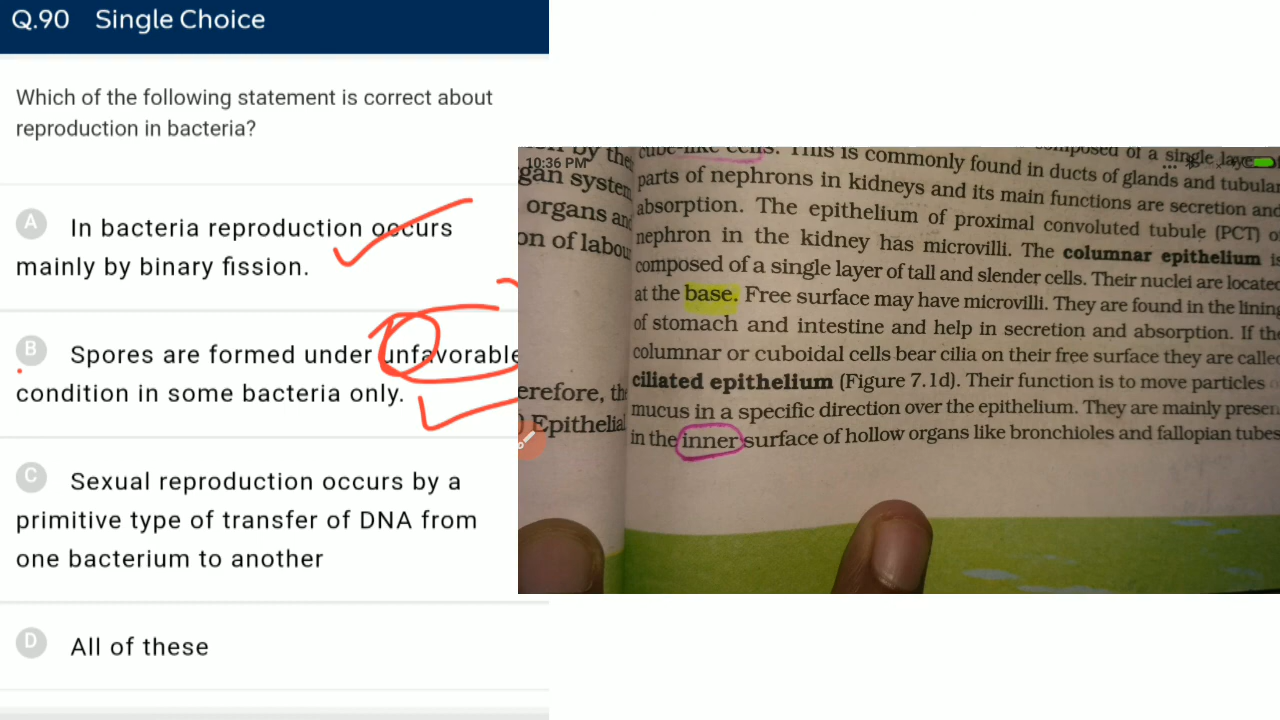 Q.90 Single Choice
Which of the following statement is correct about
reproduction in bacteria?
A In bacteria reproduction occurs
mainly by binary fission.
B Spores are formed under unfavorable
condition in some bacteria only.
C Sexual reproduction occurs by a
primitive type of transfer of DNA from
one bacterium to another
D All of these
10:36 PM
by the
system
organs
on of labou
erefore,
Epithelia
cube-like cells. This is commonly found in ducts of glands and tubular
parts of nephrons in kidneys and its main functions are secretion and
absorption. The epithelium of proximal convoluted tubule (PCT) o
nephron in the kidney has microvilli. The columnar epithelium is
composed of a single layer of tall and slender cells. Their nuclei are located
at the base. Free surface may have microvilli. They are found in the lining
of stomach and intestine and help in secretion and absorption. If the
columnar or cuboidal cells bear cilia on their free surface they are called
ciliated epithelium (Figure 7.1d). Their function is to move particles
mucus in a specific direction over the epithelium. They are mainly presen
in the inner surface of hollow organs like bronchioles and fallopian tubes